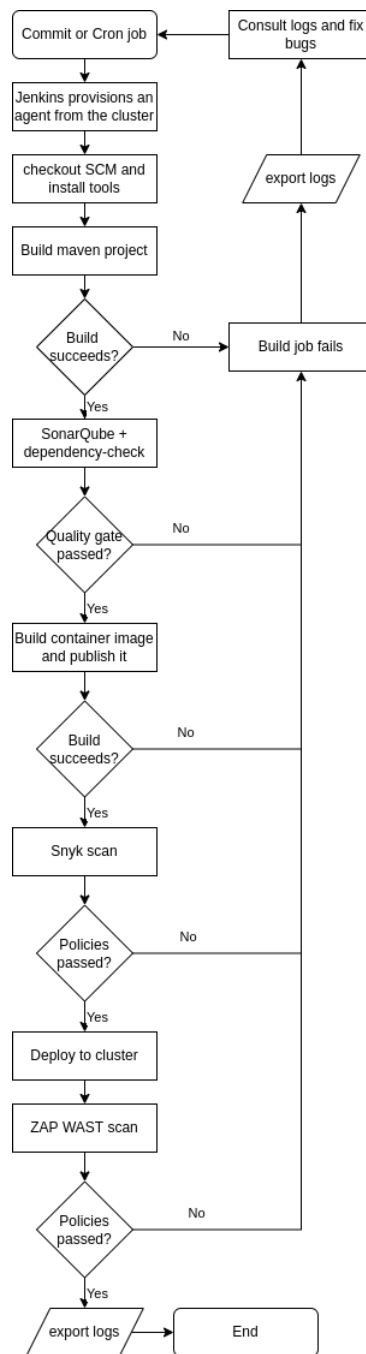 Commit or Cron job
Consult logs and fix
bugs
Jenkins provisions an
agent from the cluster
checkout SCM and
install tools
export logs
Build maven project
Build
succeeds?
No
Build job fails
Yes
SonarQube +
dependency-check
Quality gate
passed?
No
Yes
Build container image
and publish it
Build
succeeds?
No
Yes
Snyk scan
Policies
passed?
No
Yes
Deploy to cluster
ZAP WAST scan
Policies
passed?
No
Yes
export logs
End